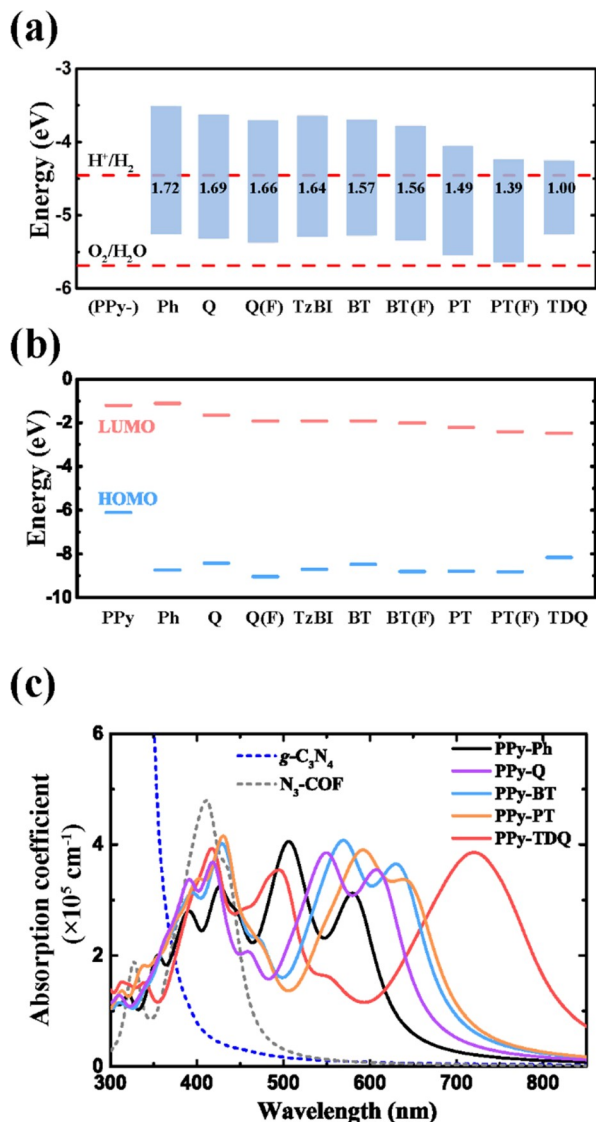 (a)
Energy (eV)
-3
-4
-5
-6
H⁺/H₂
O₂/H₂O
1.72 1.69 1.66 1.64 1.57 1.56 1.49 1.39 1.00
(PPy-) Ph Q Q(F) TzBI BT BT(F) PT PT(F) TDQ
(b)
Energy (eV)
0
-2
-4
-6
-8
-10
LUMO
HOMO
PPy Ph Q Q(F) TzBI BT BT(F) PT PT(F) TDQ
(c)
Absorption coefficient
(×10⁵ cm⁻¹)
6
4
2
0
g-C₃N₄
N₃-COF
PPy-Ph
PPy-Q
PPy-BT
PPy-PT
PPy-TDQ
300 400 500 600 700 800
Wavelength (nm)